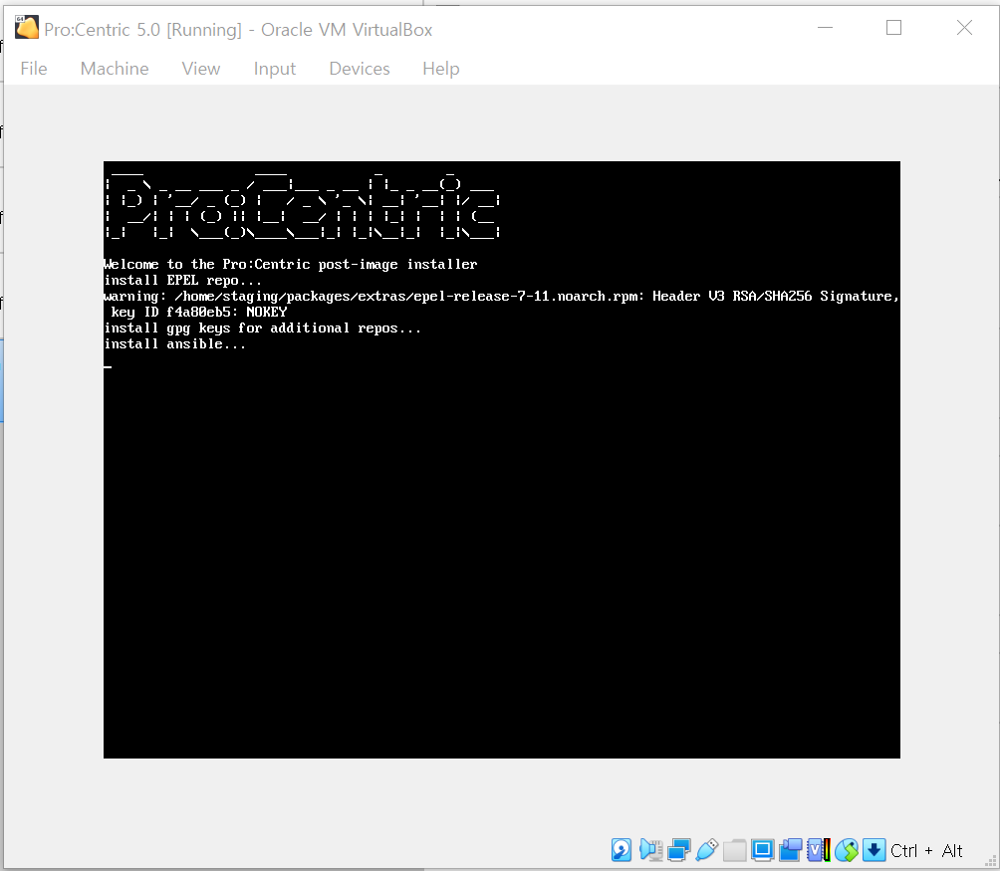 Pro:Centric 5.0 [Running] - Oracle VM VirtualBox
File Machine View Input Devices Help
Pro:Centric
Welcome to the Pro:Centric post-image installer
install EPEL repo...
warning: /home/staging/packages/extras/epel-release-7-11.noarch.rpm: Header V3 RSA/SHA256 Signature,
key ID f4a80eb5: NOKEY
install gpg keys for additional repos...
install ansible...
Ctrl + Alt